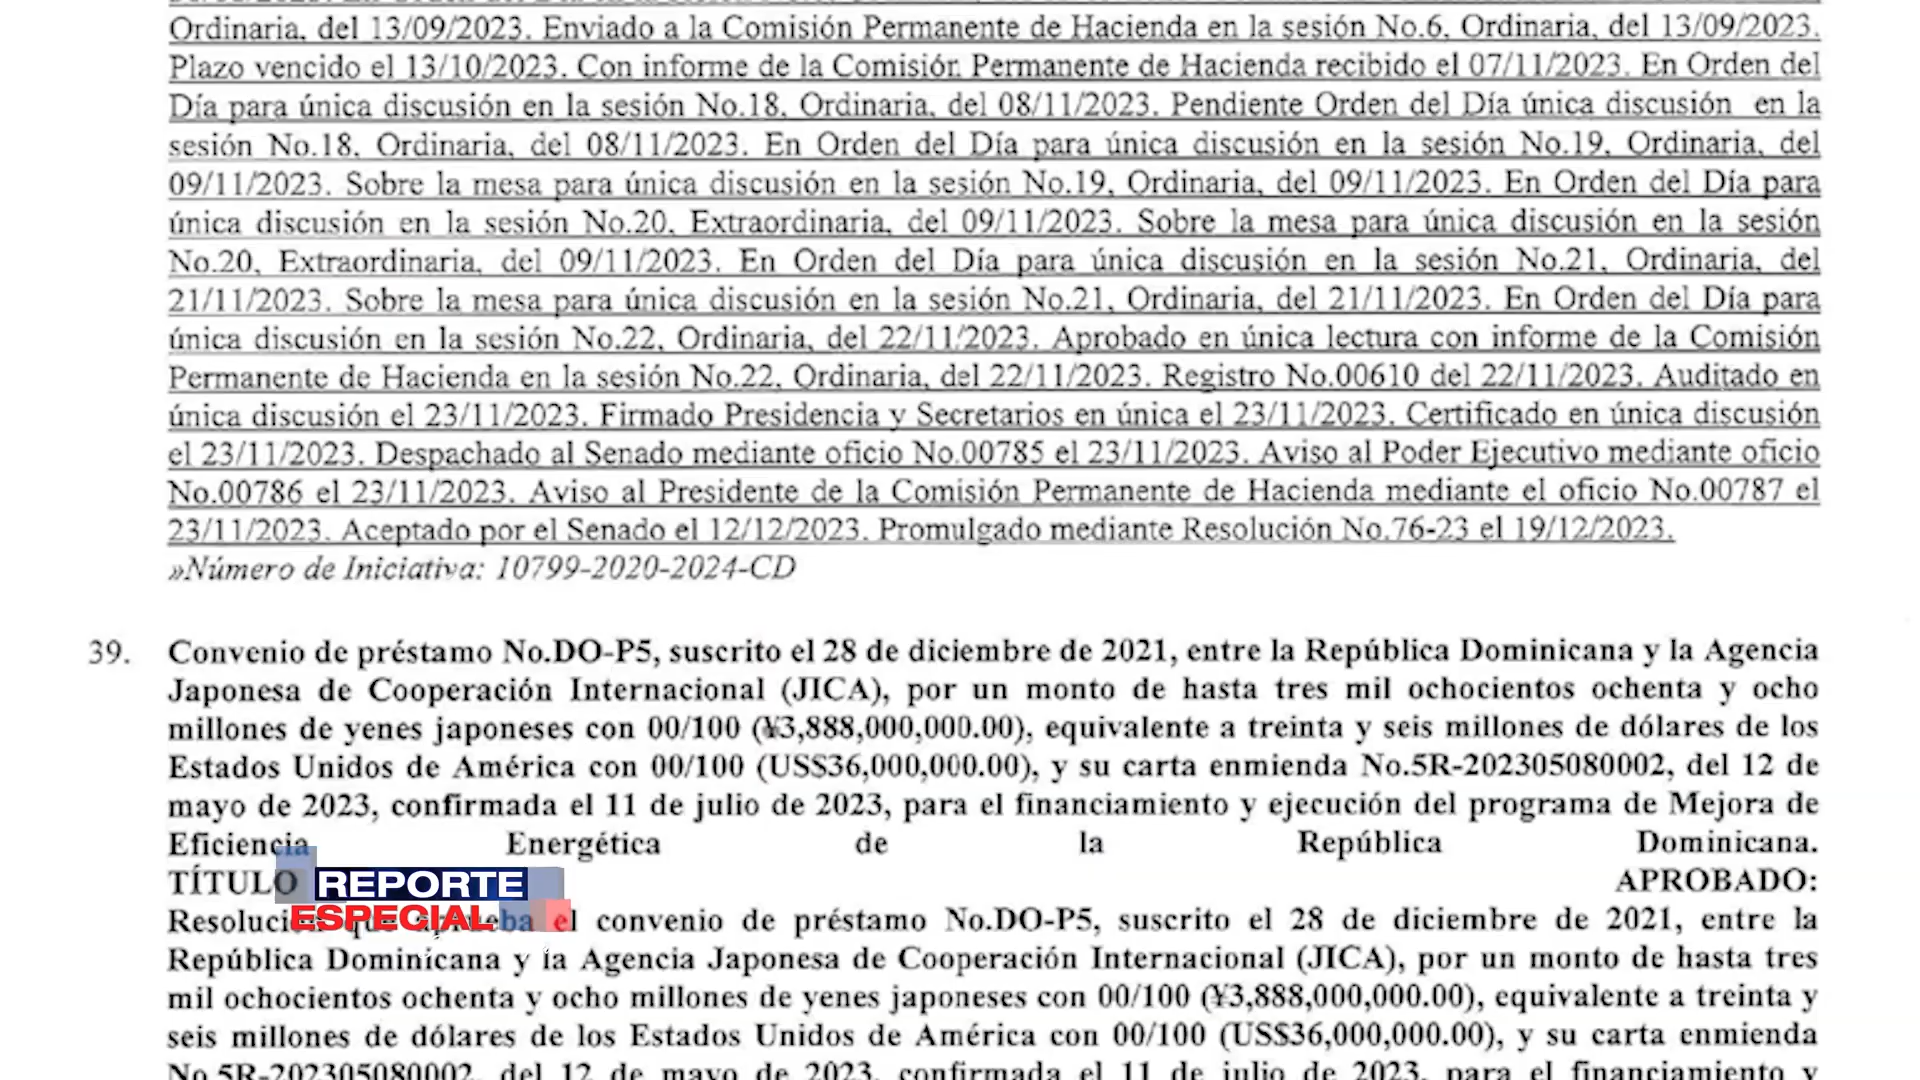 Ordinaria, del 13/09/2023. Enviado a la Comisión Permanente de Hacienda en la sesión No.6, Ordinaria, del 13/09/2023.
Plazo vencido el 13/10/2023. Con informe de la Comisión Permanente de Hacienda recibido el 07/11/2023. En Orden del
Día para única discusión en la sesión No.18, Ordinaria, del 08/11/2023. Pendiente Orden del Día única discusión en la
sesión No.18, Ordinaria, del 08/11/2023. En Orden del Día para única discusión en la sesión No.19, Ordinaria, del
09/11/2023. Sobre la mesa para única discusión en la sesión No.19, Ordinaria, del 09/11/2023. En Orden del Día para
única discusión en la sesión No.20, Extraordinaria, del 09/11/2023. Sobre la mesa para única discusión en la sesión
No.20, Extraordinaria, del 09/11/2023. En Orden del Día para única discusión en la sesión No.21, Ordinaria, del
21/11/2023. Sobre la mesa para única discusión en la sesión No.21, Ordinaria, del 21/11/2023. En Orden del Día para
única discusión en la sesión No.22, Ordinaria, del 22/11/2023. Aprobado en única lectura con informe de la Comisión
Permanente de Hacienda en la sesión No.22, Ordinaria, del 22/11/2023. Registro No.00610 del 22/11/2023. Auditado en
única discusión el 23/11/2023. Firmado Presidencia y Secretarios en única el 23/11/2023. Certificado en única discusión
el 23/11/2023. Despachado al Senado mediante oficio No.00785 el 23/11/2023. Aviso al Poder Ejecutivo mediante oficio
No.00786 el 23/11/2023. Aviso al Presidente de la Comisión Permanente de Hacienda mediante el oficio No.00787 el
23/11/2023. Aceptado por el Senado el 12/12/2023. Promulgado mediante Resolución No.76-23 el 19/12/2023.
»Número de Iniciativa: 10799-2020-2024-CD
39. Convenio de préstamo No.DO-P5, suscrito el 28 de diciembre de 2021, entre la República Dominicana y la Agencia
Japonesa de Cooperación Internacional (JICA), por un monto de hasta tres mil ochocientos ochenta y ocho
millones de yenes japoneses con 00/100 (¥3,888,000,000.00), equivalente a treinta y seis millones de dólares de los
Estados Unidos de América con 00/100 (US$36,000,000.00), y su carta enmienda No.5R-202305080002, del 12 de
mayo de 2023, confirmada el 11 de julio de 2023, para el financiamiento y ejecución del programa de Mejora de
Eficiencia Energética de la República Dominicana.
TÍTULO APROBADO:
REPORTE
ESPECIAL
el convenio de préstamo No.DO-P5, suscrito el 28 de diciembre de 2021, entre la
República Dominicana y la Agencia Japonesa de Cooperación Internacional (JICA), por un monto de hasta tres
mil ochocientos ochenta y ocho millones de yenes japoneses con 00/100 (¥3,888,000,000.00), equivalente a treinta y
seis millones de dólares de los Estados Unidos de América con 00/100 (US$36,000,000.00), y su carta enmienda
No.5R-202305080002, del 12 de mayo de 2023, confirmada el 11 de julio de 2023, para el financiamiento y